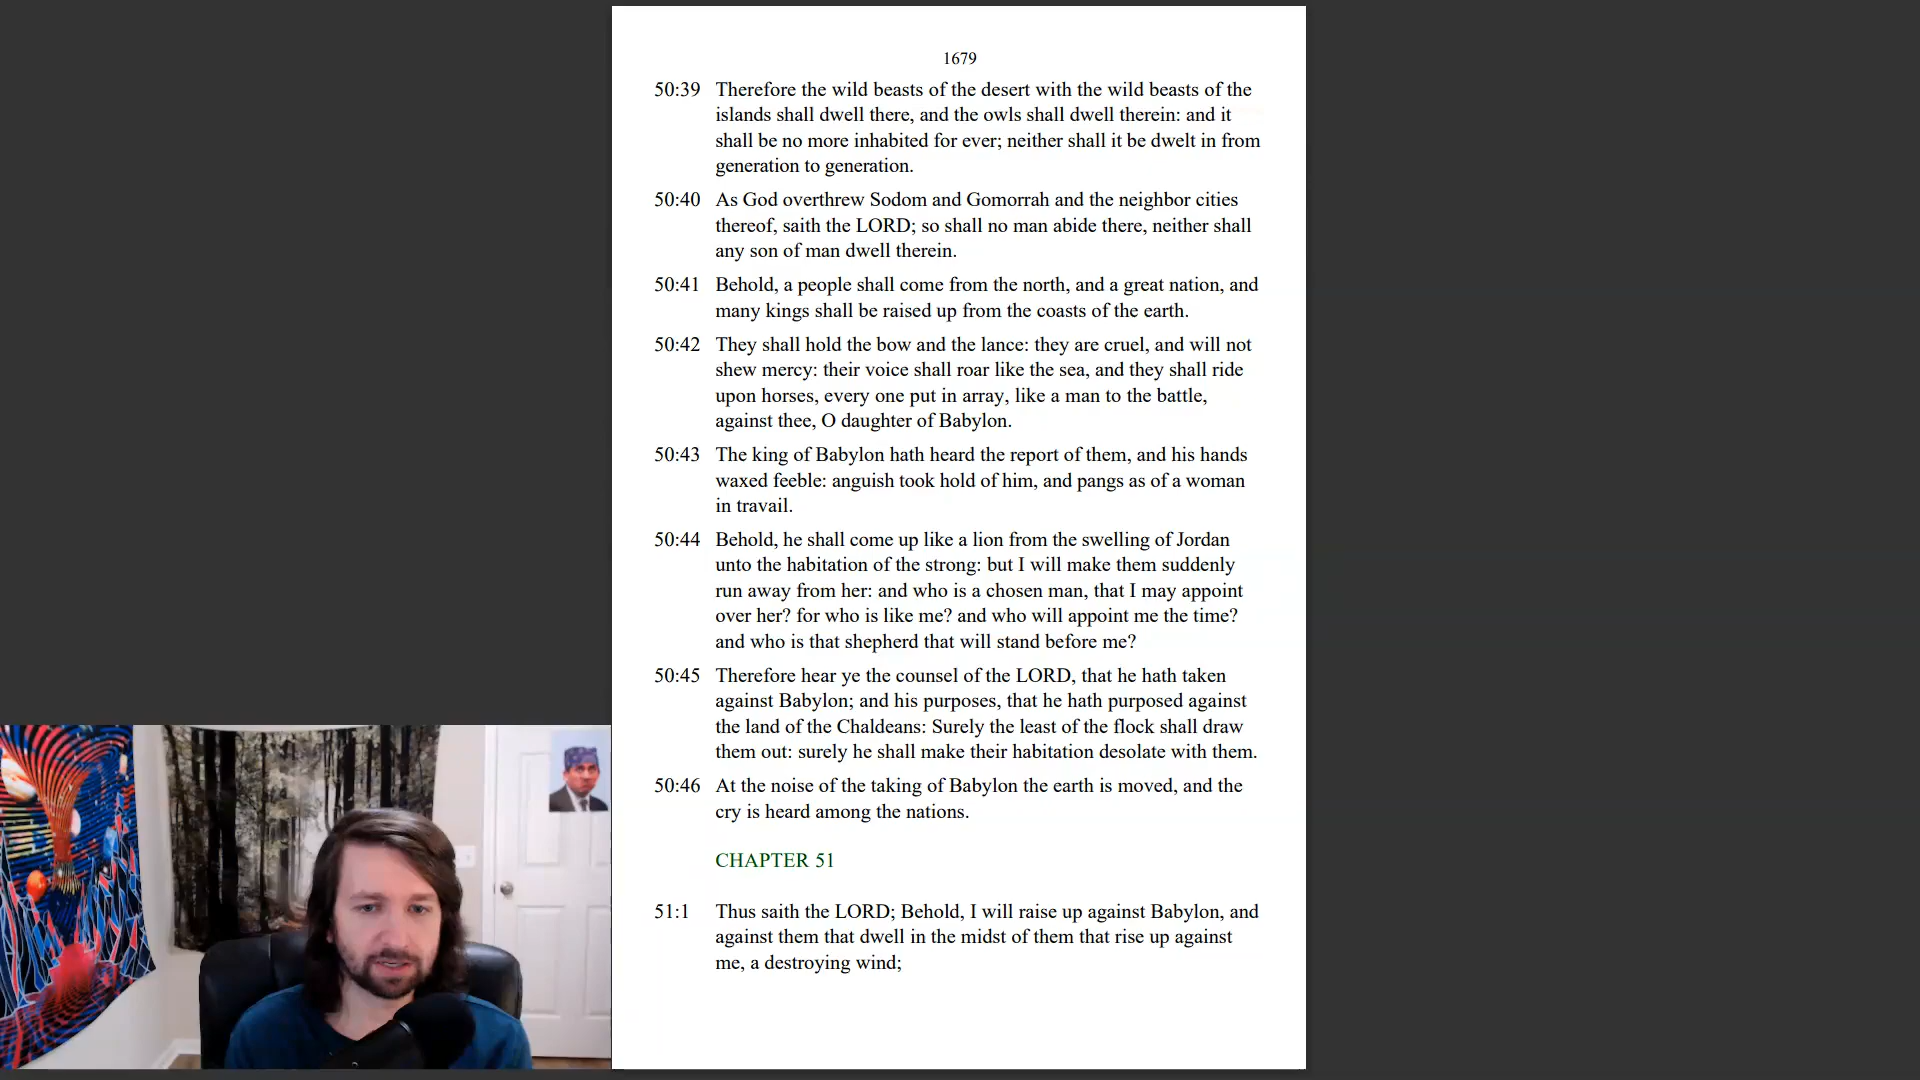 1679
50:39 Therefore the wild beasts of the desert with the wild beasts of the
islands shall dwell there, and the owls shall dwell therein: and it
shall be no more inhabited for ever; neither shall it be dwelt in from
generation to generation.
50:40 As God overthrew Sodom and Gomorrah and the neighbor cities
thereof, saith the LORD; so shall no man abide there, neither shall
any son of man dwell therein.
50:41 Behold, a people shall come from the north, and a great nation, and
many kings shall be raised up from the coasts of the earth.
50:42 They shall hold the bow and the lance: they are cruel, and will not
shew mercy: their voice shall roar like the sea, and they shall ride
upon horses, every one put in array, like a man to the battle,
against thee, O daughter of Babylon.
50:43 The king of Babylon hath heard the report of them, and his hands
waxed feeble: anguish took hold of him, and pangs as of a woman
in travail.
50:44 Behold, he shall come up like a lion from the swelling of Jordan
unto the habitation of the strong: but I will make them suddenly
run away from her: and who is a chosen man, that I may appoint
over her? for who is like me? and who will appoint me the time?
and who is that shepherd that will stand before me?
50:45 Therefore hear ye the counsel of the LORD, that he hath taken
against Babylon; and his purposes, that he hath purposed against
the land of the Chaldeans: Surely the least of the flock shall draw
them out: surely he shall make their habitation desolate with them.
50:46 At the noise of the taking of Babylon the earth is moved, and the
cry is heard among the nations.
CHAPTER 51
51:1 Thus saith the LORD; Behold, I will raise up against Babylon, and
against them that dwell in the midst of them that rise up against
me, a destroying wind;